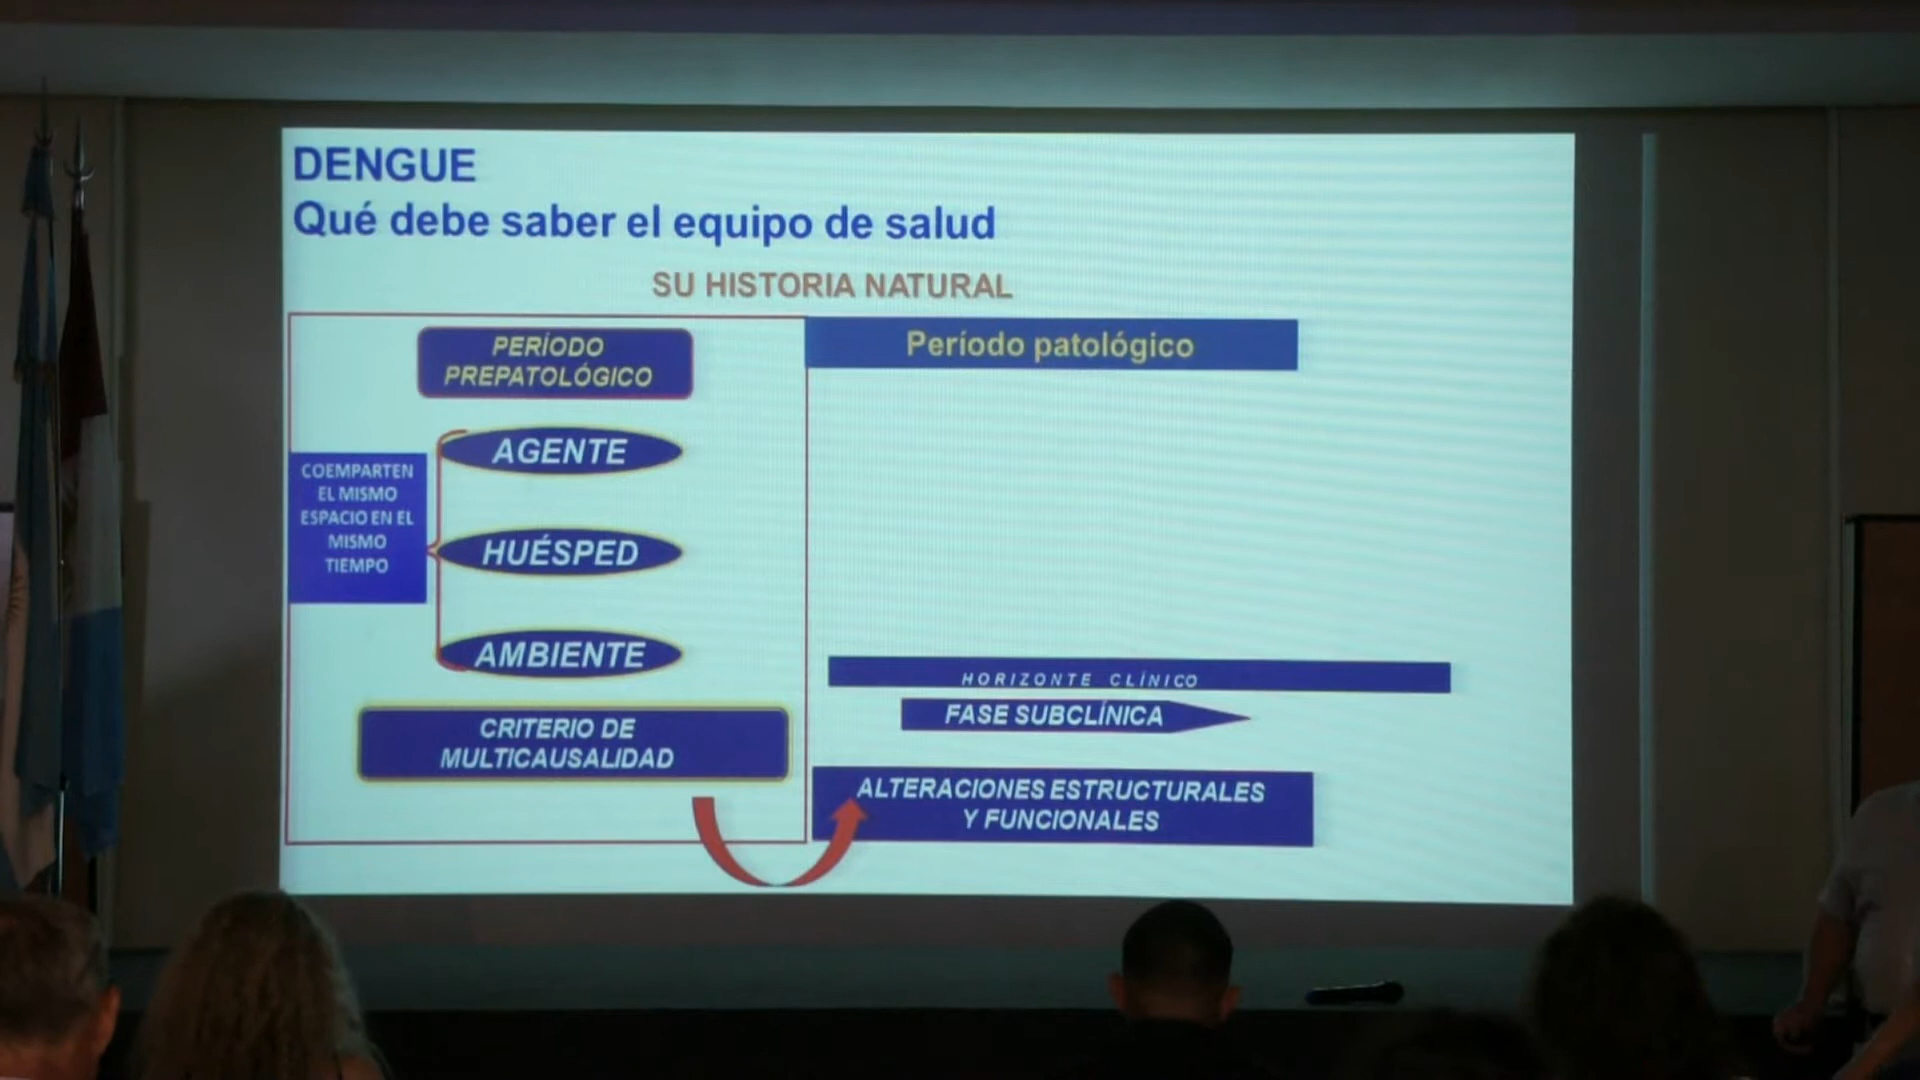 DENGUE
Qué debe saber el equipo de salud
SU HISTORIA NATURAL
PERÍODO
PREPATOLÓGICO
Período patológico
AGENTE
COEMPARTEN
EL MISMO
ESPACIO EN EL
MISMO
TIEMPO
HUÉSPED
AMBIENTE
HORIZONTE CLÍNICO
FASE SUBCLÍNICA
CRITERIO DE
MULTICAUSALIDAD
ALTERACIONES ESTRUCTURALES
Y FUNCIONALES